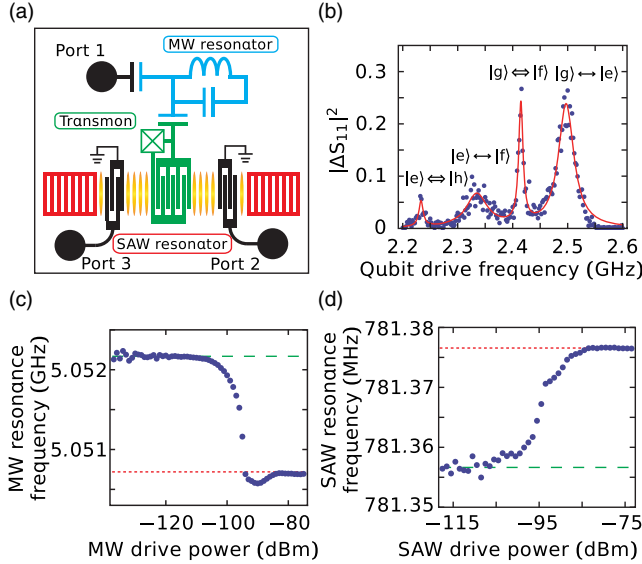 (a)
Port 1
MW resonator
Transmon
SAW resonator
Port 3
Port 2
(b)
|ΔS₁₁|²
0.3
0.2
0.1
0
|g⟩⇔|f⟩
|g⟩↔|e⟩
|e⟩↔|f⟩
|e⟩⇔|h⟩
2.2
2.3
2.4
2.5
2.6
Qubit drive frequency (GHz)
(c)
MW resonance
frequency (GHz)
5.052
5.051
−120
−100
−80
MW drive power (dBm)
(d)
SAW resonance
frequency (MHz)
781.38
781.37
781.36
781.35
−115
−95
−75
SAW drive power (dBm)